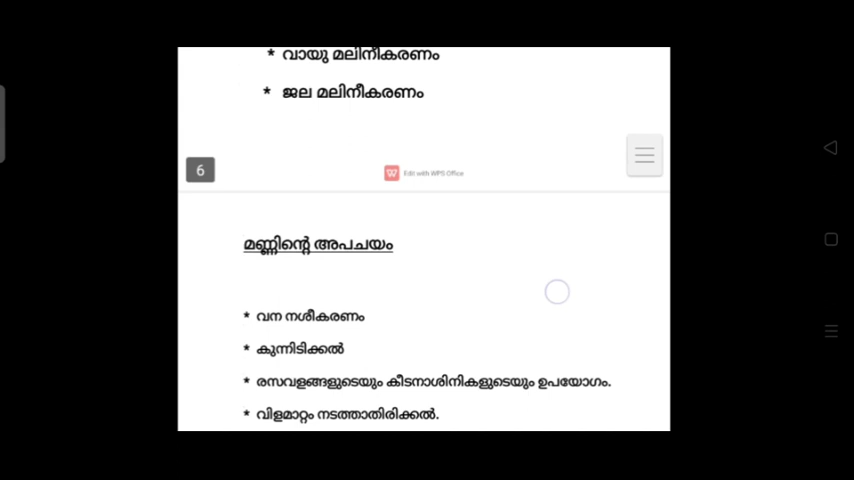 * വായു മലിനീകരണം
* ജല മലിനീകരണം
6
Edit with WPS Office
മണ്ണിന്റെ അപചയം
* വന നശീകരണം
* കുന്നിടിക്കൽ
* രസവളങ്ങളുടെയും കീടനാശിനികളുടെയും ഉപയോഗം.
* വിളമാറ്റം നടത്താതിരിക്കൽ.